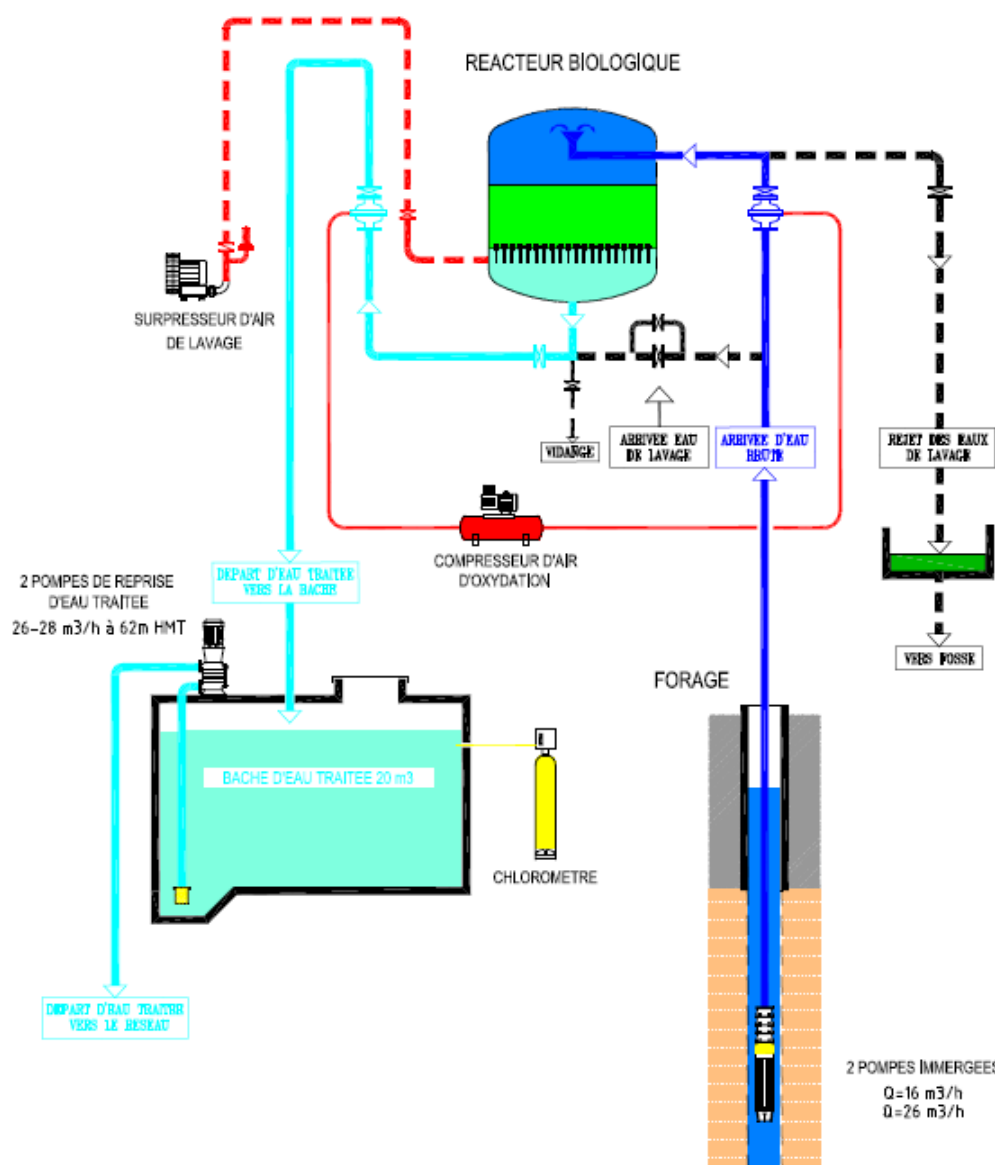 REACTEUR BIOLOGIQUE
SURPRESSEUR D'AIR
DE LAVAGE
VIDANGE
ARRIVEE EAU
DE LAVAGE
ARRIVEE D'EAU
BRUTE
REJET DES EAUX
DE LAVAGE
COMPRESSEUR D'AIR
D'OXYDATION
2 POMPES DE REPRISE
D'EAU TRAITEE
26-28 m3/h à 62m HMT
DEPART D'EAU TRAITEE
VERS LA BACHE
VERS FOSSE
FORAGE
BACHE D'EAU TRAITEE 20 m3
CHLOROMETRE
DEPART D'EAU TRAITEE
VERS LE RESEAU
2 POMPES IMMERGEES
Q=16 m3/h
Q=26 m3/h